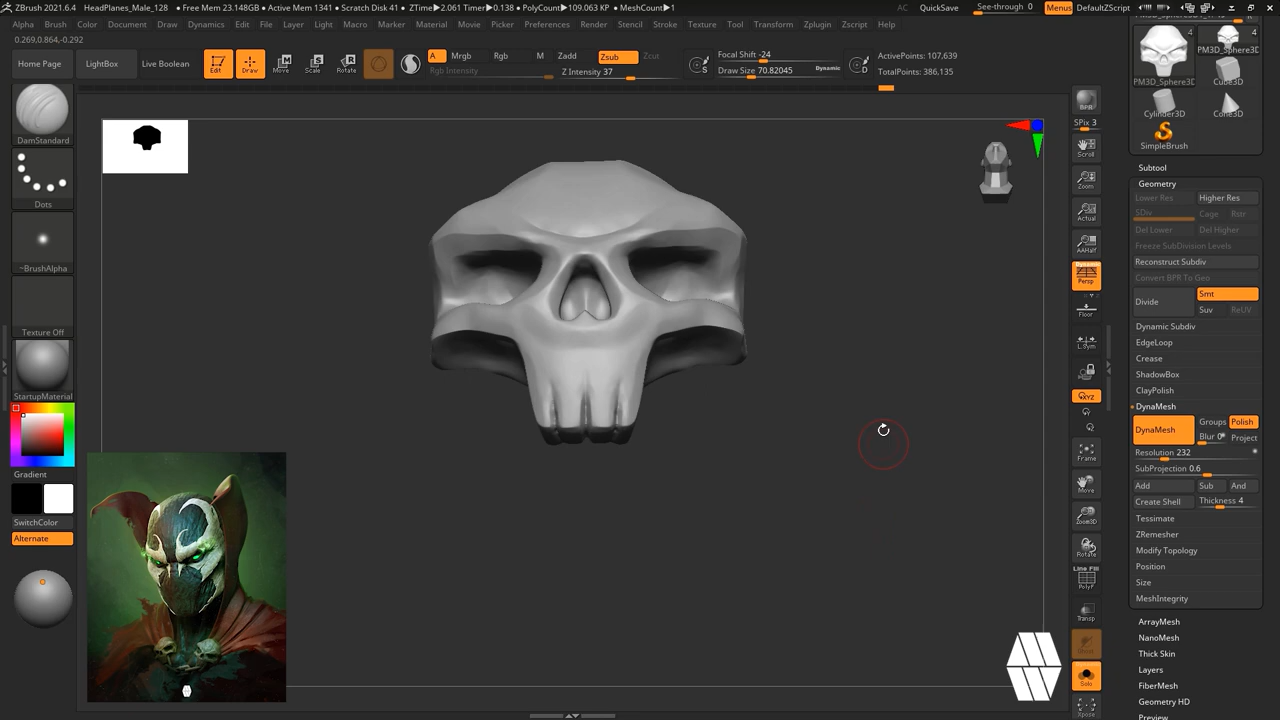 ZBrush 2021.6.4 HeadPlanes_Male_128 • Free Mem 23.148GB • Active Mem 1341 • Scratch Disk 41 • ZTime▶2.061 Timer▶0.138 • PolyCount▶109.063 KP • MeshCount▶1 AC QuickSave See-through 0 Menus DefaultZScript
Alpha Brush Color Document Draw Dynamics Edit File Layer Light Macro Marker Material Movie Picker Preferences Render Stencil Stroke Texture Tool Transform Zplugin Zscript Help
0.269,0.864,-0.292
Home Page LightBox Live Boolean Edit Draw Move Scale Rotate
A Mrgb Rgb M Zadd Zsub Zcut
Rgb Intensity Z Intensity 37
Focal Shift -24
Draw Size 70.82045 Dynamic
ActivePoints: 107,639
TotalPoints: 386,135
DamStandard
Dots
~BrushAlpha
Texture Off
StartupMaterial
Gradient
SwitchColor
Alternate
BPR
SPix 3
Scroll
Zoom
Actual
AAHalf
Dynamic
Persp
Floor
L.Sym
XYZ
Frame
Move
Zoom3D
Rotate
Line Fill
PolyF
Transp
Solo
Xpose
4 4
PM3D_Sphere3D
PM3D_Sphere3D Cube3D
Cylinder3D Cone3D
SimpleBrush
Subtool
Geometry
Lower Res Higher Res
SDiv Cage Rstr
Del Lower Del Higher
Freeze SubDivision Levels
Reconstruct Subdiv
Convert BPR To Geo
Divide Smt
Suv ReUV
Dynamic Subdiv
EdgeLoop
Crease
ShadowBox
ClayPolish
DynaMesh
DynaMesh Groups Polish
Blur 0 Project
Resolution 232
SubProjection 0.6
Add Sub And
Create Shell Thickness 4
Tessimate
ZRemesher
Modify Topology
Position
Size
MeshIntegrity
ArrayMesh
NanoMesh
Thick Skin
Layers
FiberMesh
Geometry HD
Preview